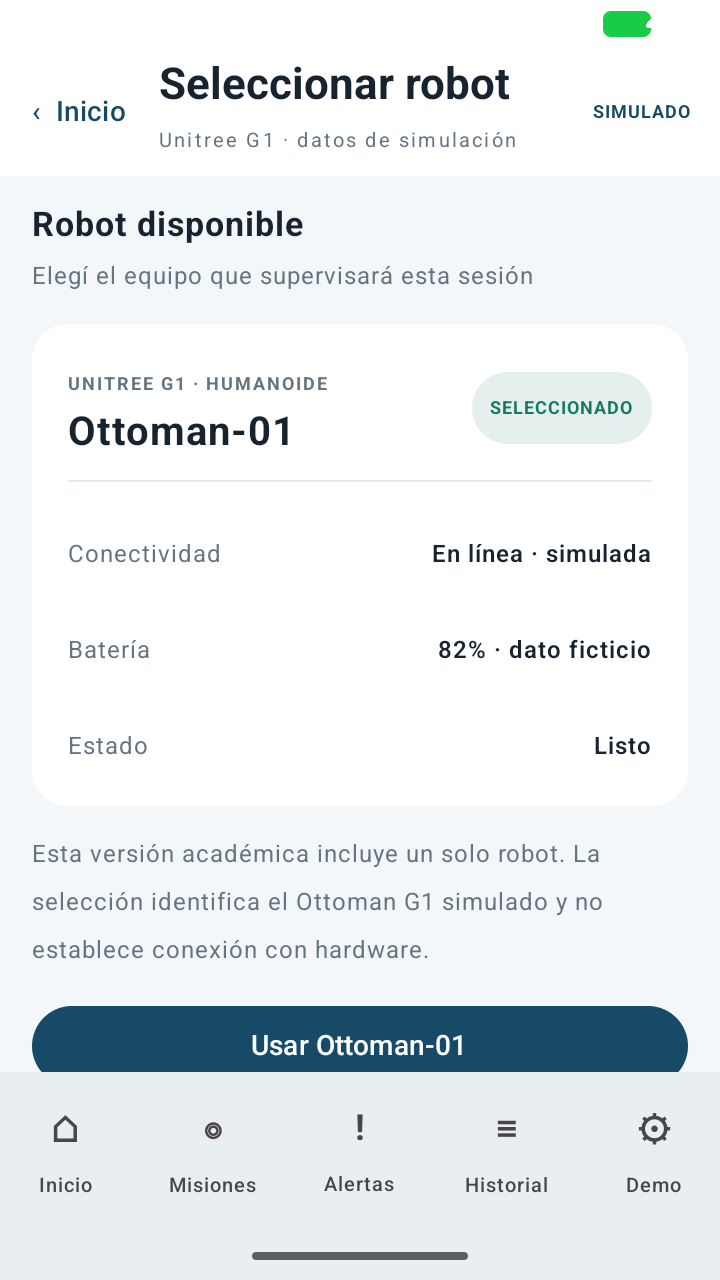 ‹ Inicio
Seleccionar robot
Unitree G1 · datos de simulación
SIMULADO
Robot disponible
Elegí el equipo que supervisará esta sesión
UNITREE G1 · HUMANOIDE
Ottoman-01
SELECCIONADO
Conectividad
En línea · simulada
Batería
82% · dato ficticio
Estado
Listo
Esta versión académica incluye un solo robot. La
selección identifica el Ottoman G1 simulado y no
establece conexión con hardware.
Usar Ottoman-01
Inicio
Misiones
Alertas
Historial
Demo